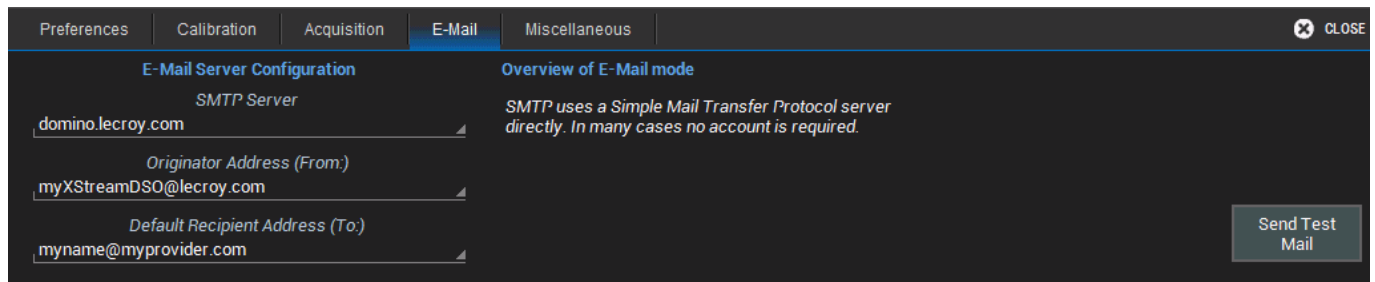 Preferences Calibration Acquisition E-Mail Miscellaneous CLOSE
E-Mail Server Configuration
SMTP Server
domino.lecroy.com
Originator Address (From:)
myXStreamDSO@lecroy.com
Default Recipient Address (To:)
myname@myprovider.com
Overview of E-Mail mode
SMTP uses a Simple Mail Transfer Protocol server
directly. In many cases no account is required.
Send Test
Mail